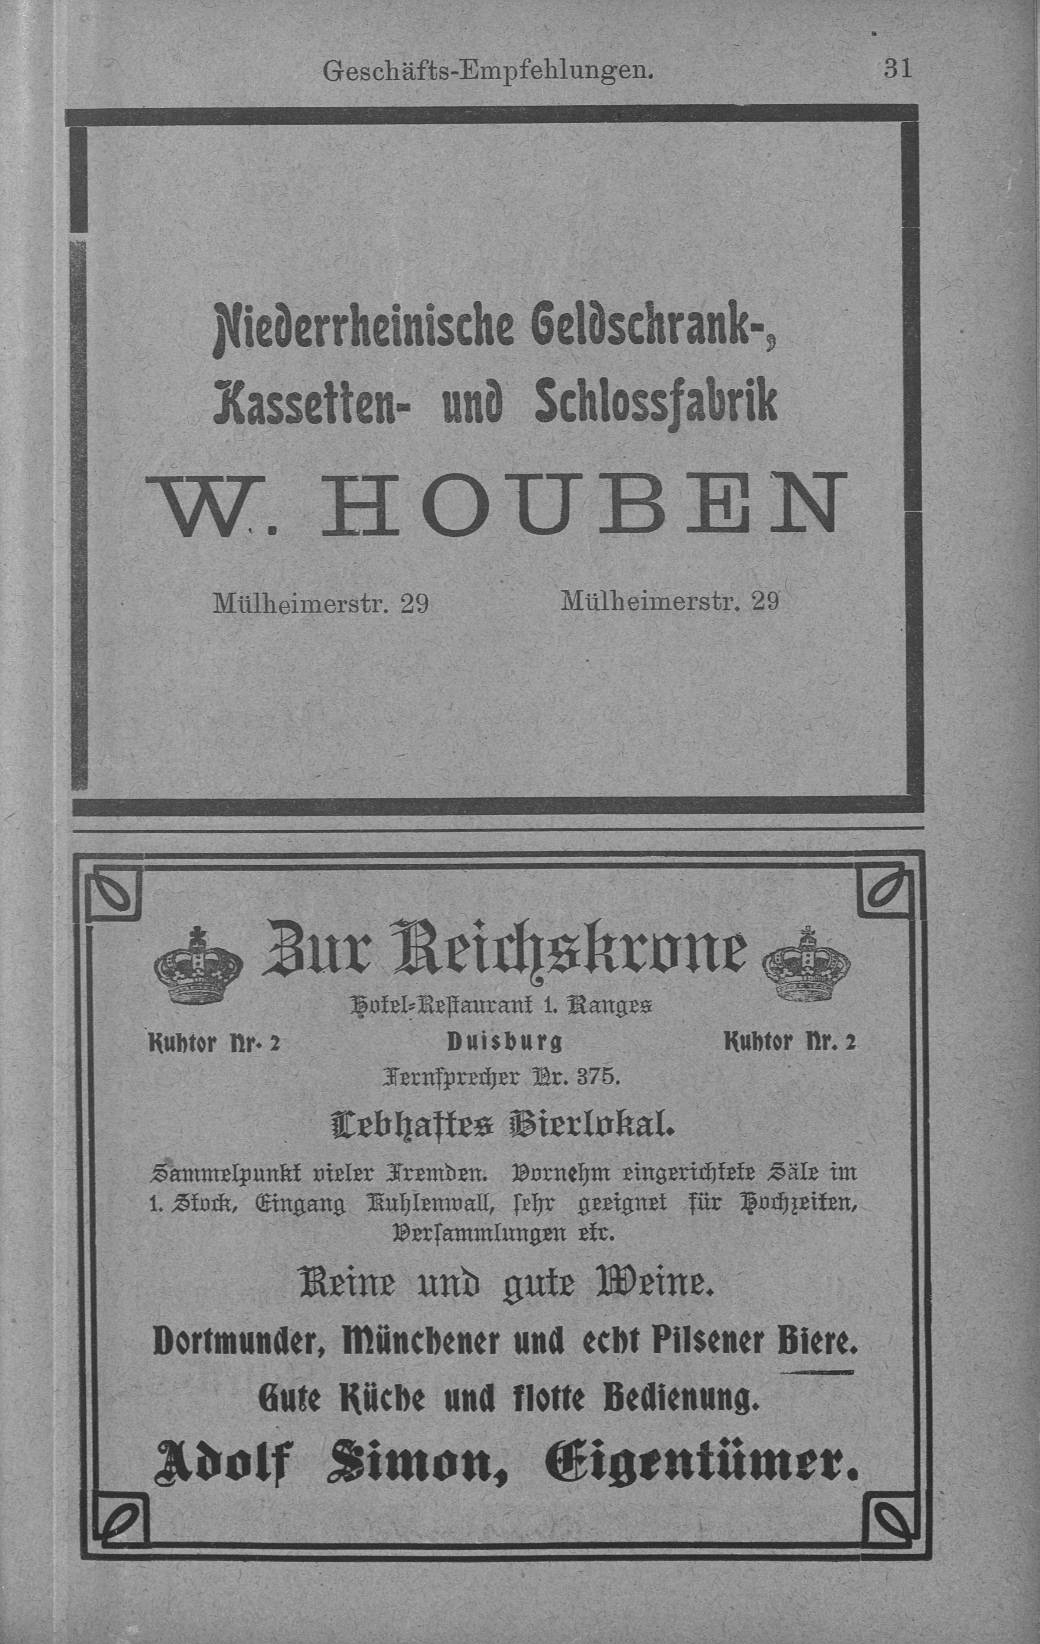 Geschäfts-Empfehlungen. 31
Niederrheinische Geldschrank-,
Kassetten- und Schlossfabrik
W. HOUBEN
Mülheimerstr. 29 Mülheimerstr. 29
Zur Reichskrone
Hotel-Restaurant 1. Ranges
Kuhtor Nr. 2 Duisburg Kuhtor Nr. 2
Fernsprecher Nr. 375.
Lebhaftes Bierlokal.
Sammelpunkt vieler Fremden. Vornehm eingerichtete Säle im
1. Stock, Eingang Kuhlenwall, sehr geeignet für Hochzeiten,
Versammlungen etc.
Reine und gute Weine.
Dortmunder, Münchener und echt Pilsener Biere.
Gute Küche und flotte Bedienung.
Adolf Simon, Eigentümer.